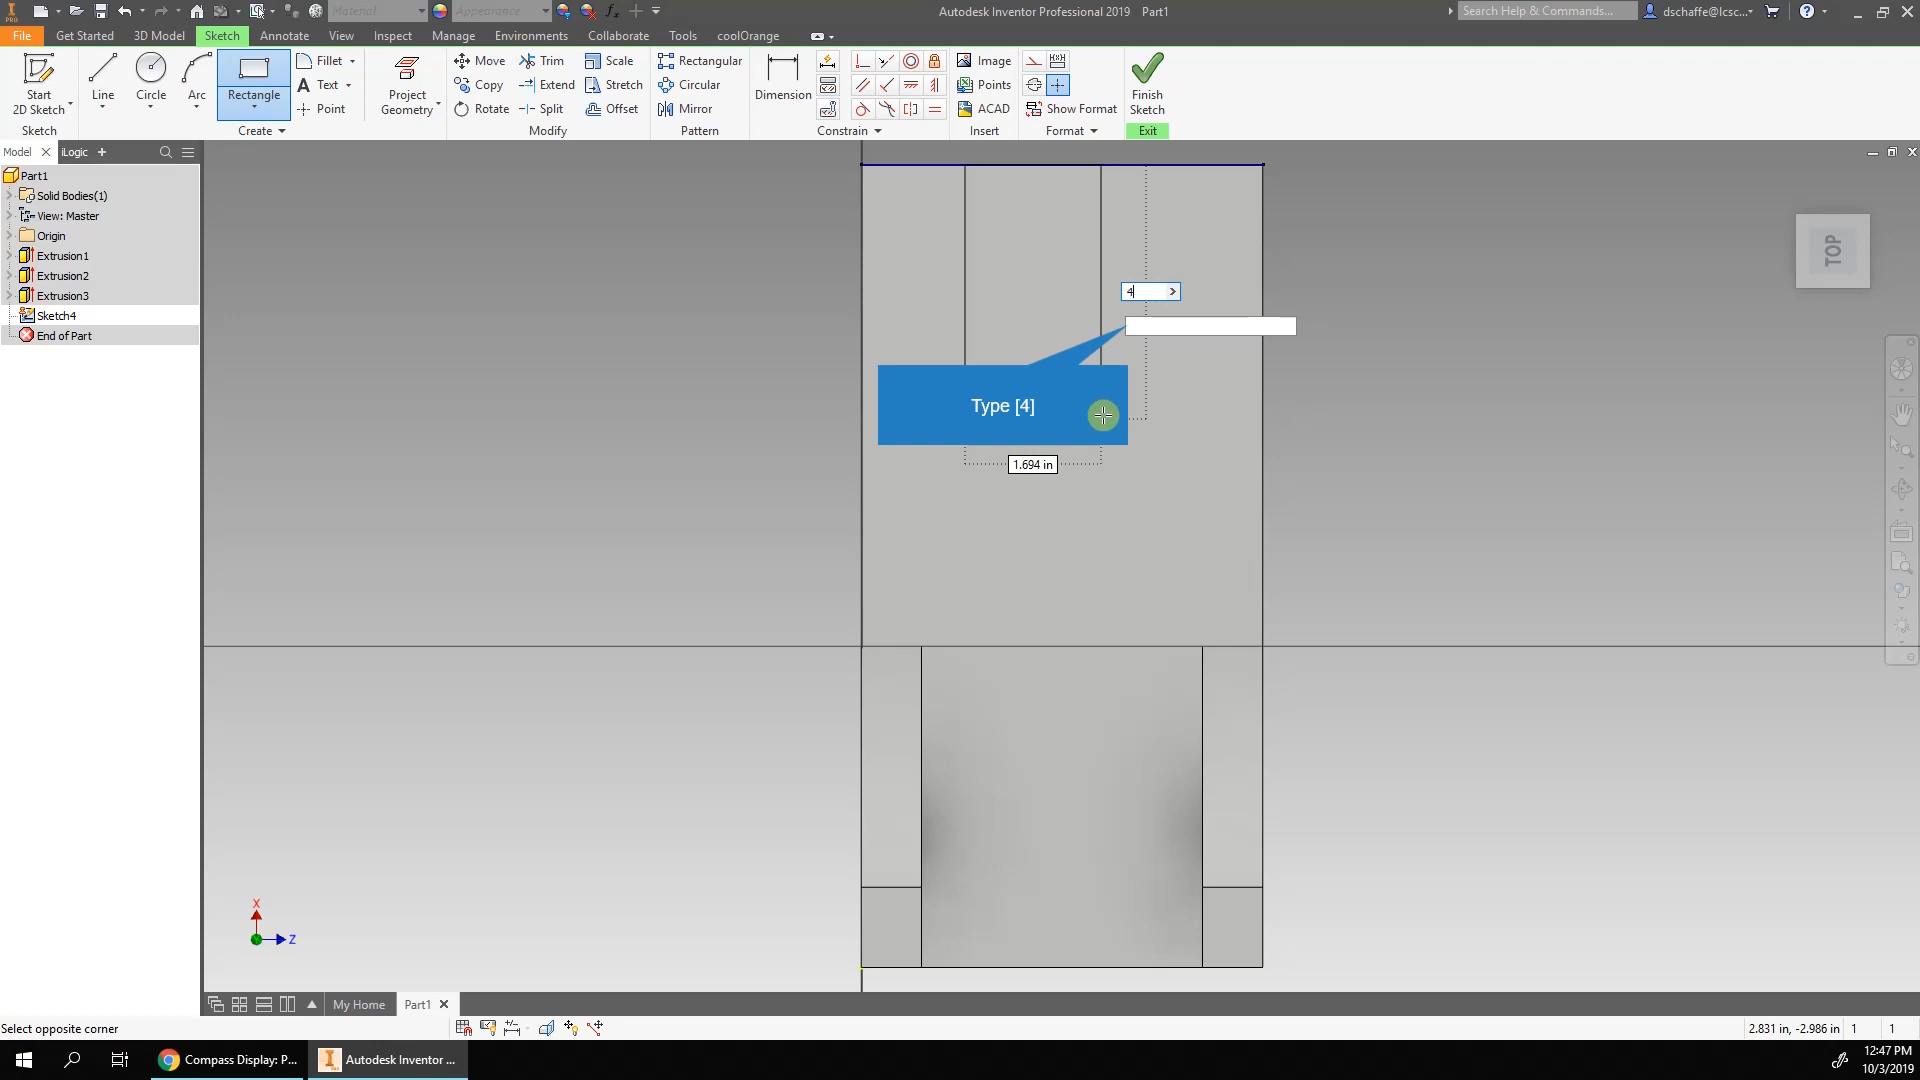 PRO
Material
Appearance
fx
Autodesk Inventor Professional 2019 Part1
Search Help & Commands...
dschaffe@lcsc...
File
Get Started
3D Model
Sketch
Annotate
View
Inspect
Manage
Environments
Collaborate
Tools
coolOrange
Start
2D Sketch
Line
Circle
Arc
Rectangle
Fillet
Text
Point
Project
Geometry
Move
Copy
Rotate
Trim
Extend
Split
Scale
Stretch
Offset
Rectangular
Circular
Mirror
Dimension
Image
Points
ACAD
Show Format
Finish
Sketch
Sketch
Create
Modify
Pattern
Constrain
Insert
Format
Exit
Model
iLogic
Part1
Solid Bodies(1)
View: Master
Origin
Extrusion1
Extrusion2
Extrusion3
Sketch4
End of Part
TOP
4
Type [4]
1.694 in
X
Z
My Home
Part1
Select opposite corner
2.831 in, -2.986 in 1 1
Compass Display: P...
Autodesk Inventor ...
12:47 PM
10/3/2019